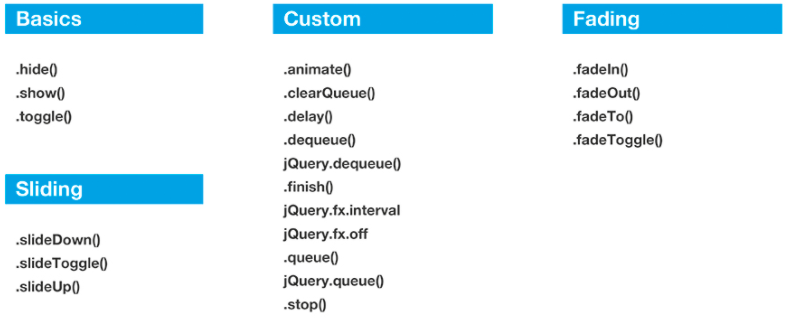 Basics
.hide()
.show()
.toggle()
Sliding
.slideDown()
.slideToggle()
.slideUp()
Custom
.animate()
.clearQueue()
.delay()
.dequeue()
jQuery.dequeue()
.finish()
jQuery.fx.interval
jQuery.fx.off
.queue()
jQuery.queue()
.stop()
Fading
.fadeIn()
.fadeOut()
.fadeTo()
.fadeToggle()